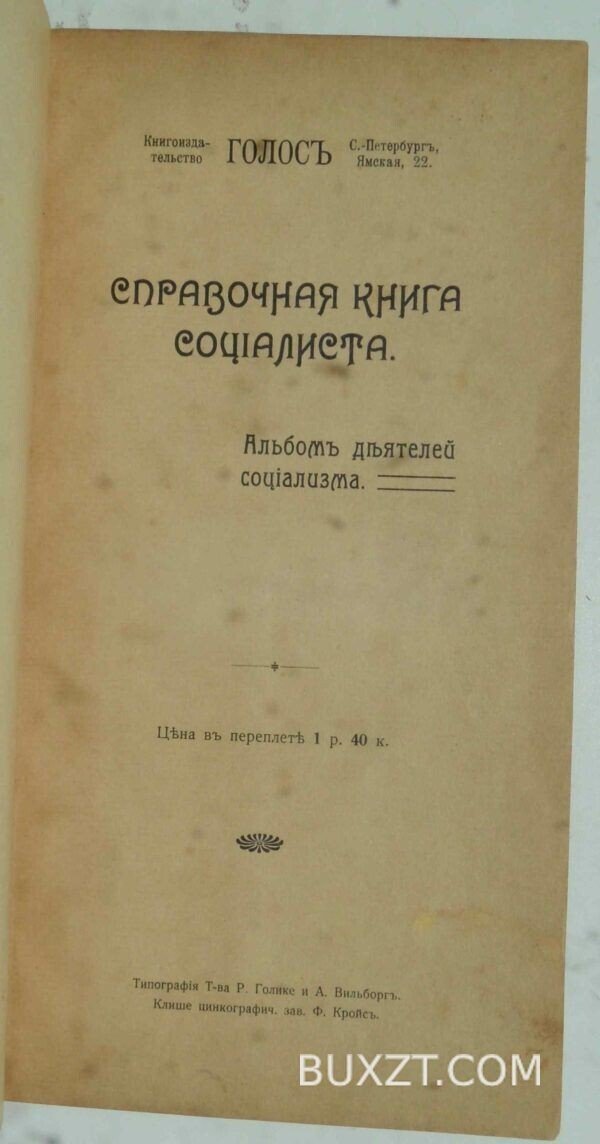 Книгоизда-
тельство
ГОЛОСЪ
С.-Петербургъ,
Ямская, 22.
СПРАВОЧНАЯ КНИГА
СОЦІАЛИСТА.
Альбомъ дѣятелей
соціализма.
Цѣна въ переплетѣ 1 р. 40 к.
Типографія Т-ва Р. Голике и А. Вильборгъ.
Клише цинкографич. зав. Ф. Кройсъ.
BUXZT.COM